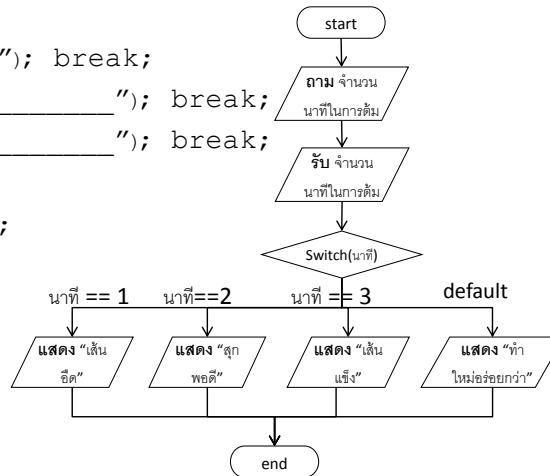 start
”); break;
ถาม จำนวน
นาทีในการต้ม
_______”); break;
_______”); break;
รับ จำนวน
นาทีในการต้ม
;
Switch(นาที)
นาที == 1 นาที==2 นาที == 3 default
แสดง “เส้น
อืด”
แสดง “สุก
พอดี”
แสดง “เส้น
แข็ง”
แสดง “ทำ
ใหม่อร่อยกว่า”
end